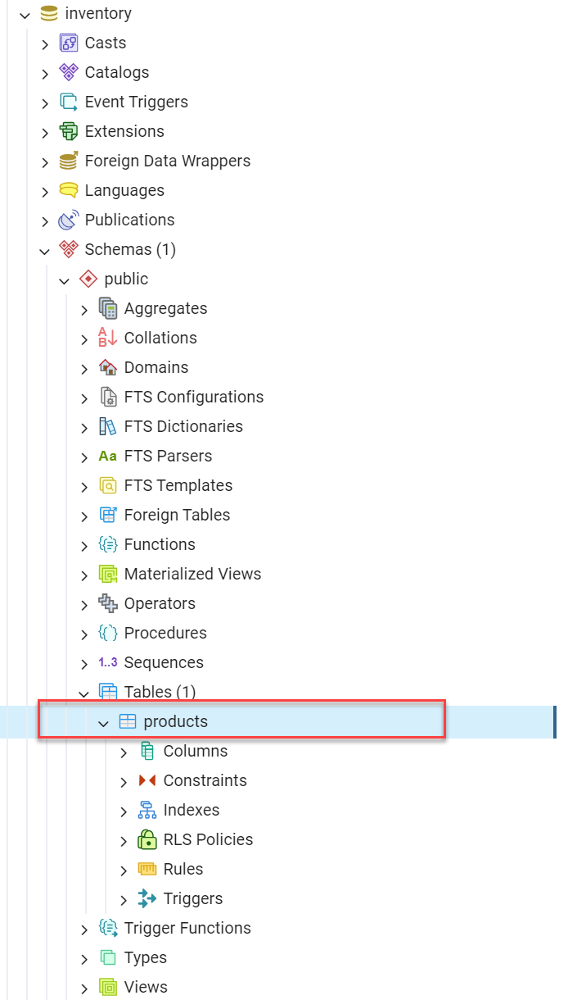 inventory
Casts
Catalogs
Event Triggers
Extensions
Foreign Data Wrappers
Languages
Publications
Schemas (1)
public
Aggregates
Collations
Domains
FTS Configurations
FTS Dictionaries
Aa FTS Parsers
FTS Templates
Foreign Tables
Functions
Materialized Views
Operators
Procedures
1..3 Sequences
Tables (1)
products
Columns
Constraints
Indexes
RLS Policies
Rules
Triggers
Trigger Functions
Types
Views